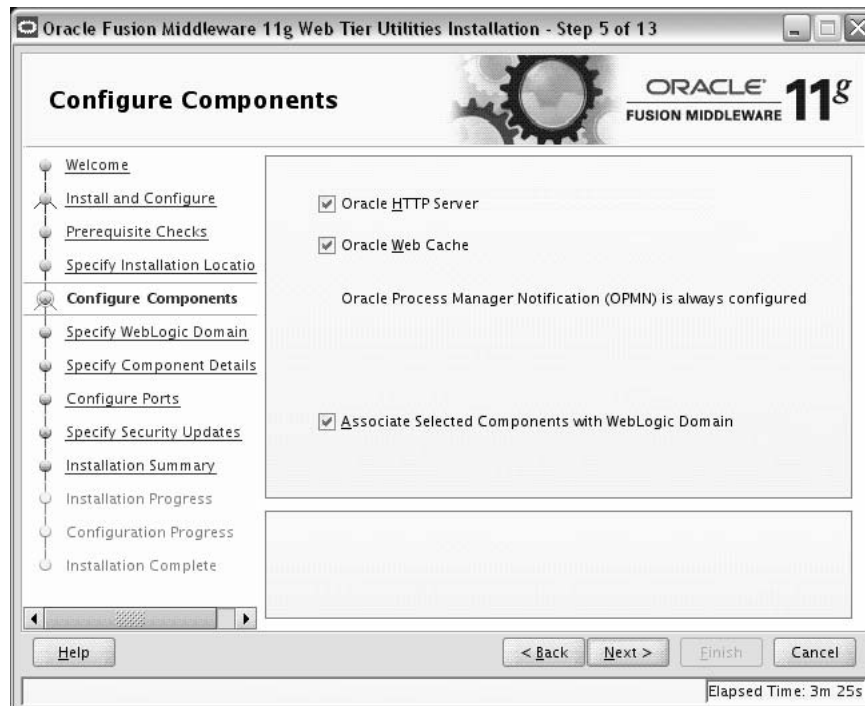 Oracle Fusion Middleware 11g Web Tier Utilities Installation - Step 5 of 13
Configure Components
ORACLE
FUSION MIDDLEWARE
11g
Welcome
Install and Configure
Prerequisite Checks
Specify Installation Locatio
Configure Components
Specify WebLogic Domain
Specify Component Details
Configure Ports
Specify Security Updates
Installation Summary
Installation Progress
Configuration Progress
Installation Complete
Oracle HTTP Server
Oracle Web Cache
Oracle Process Manager Notification (OPMN) is always configured
Associate Selected Components with WebLogic Domain
Help
< Back
Next >
Finish
Cancel
Elapsed Time: 3m 25s